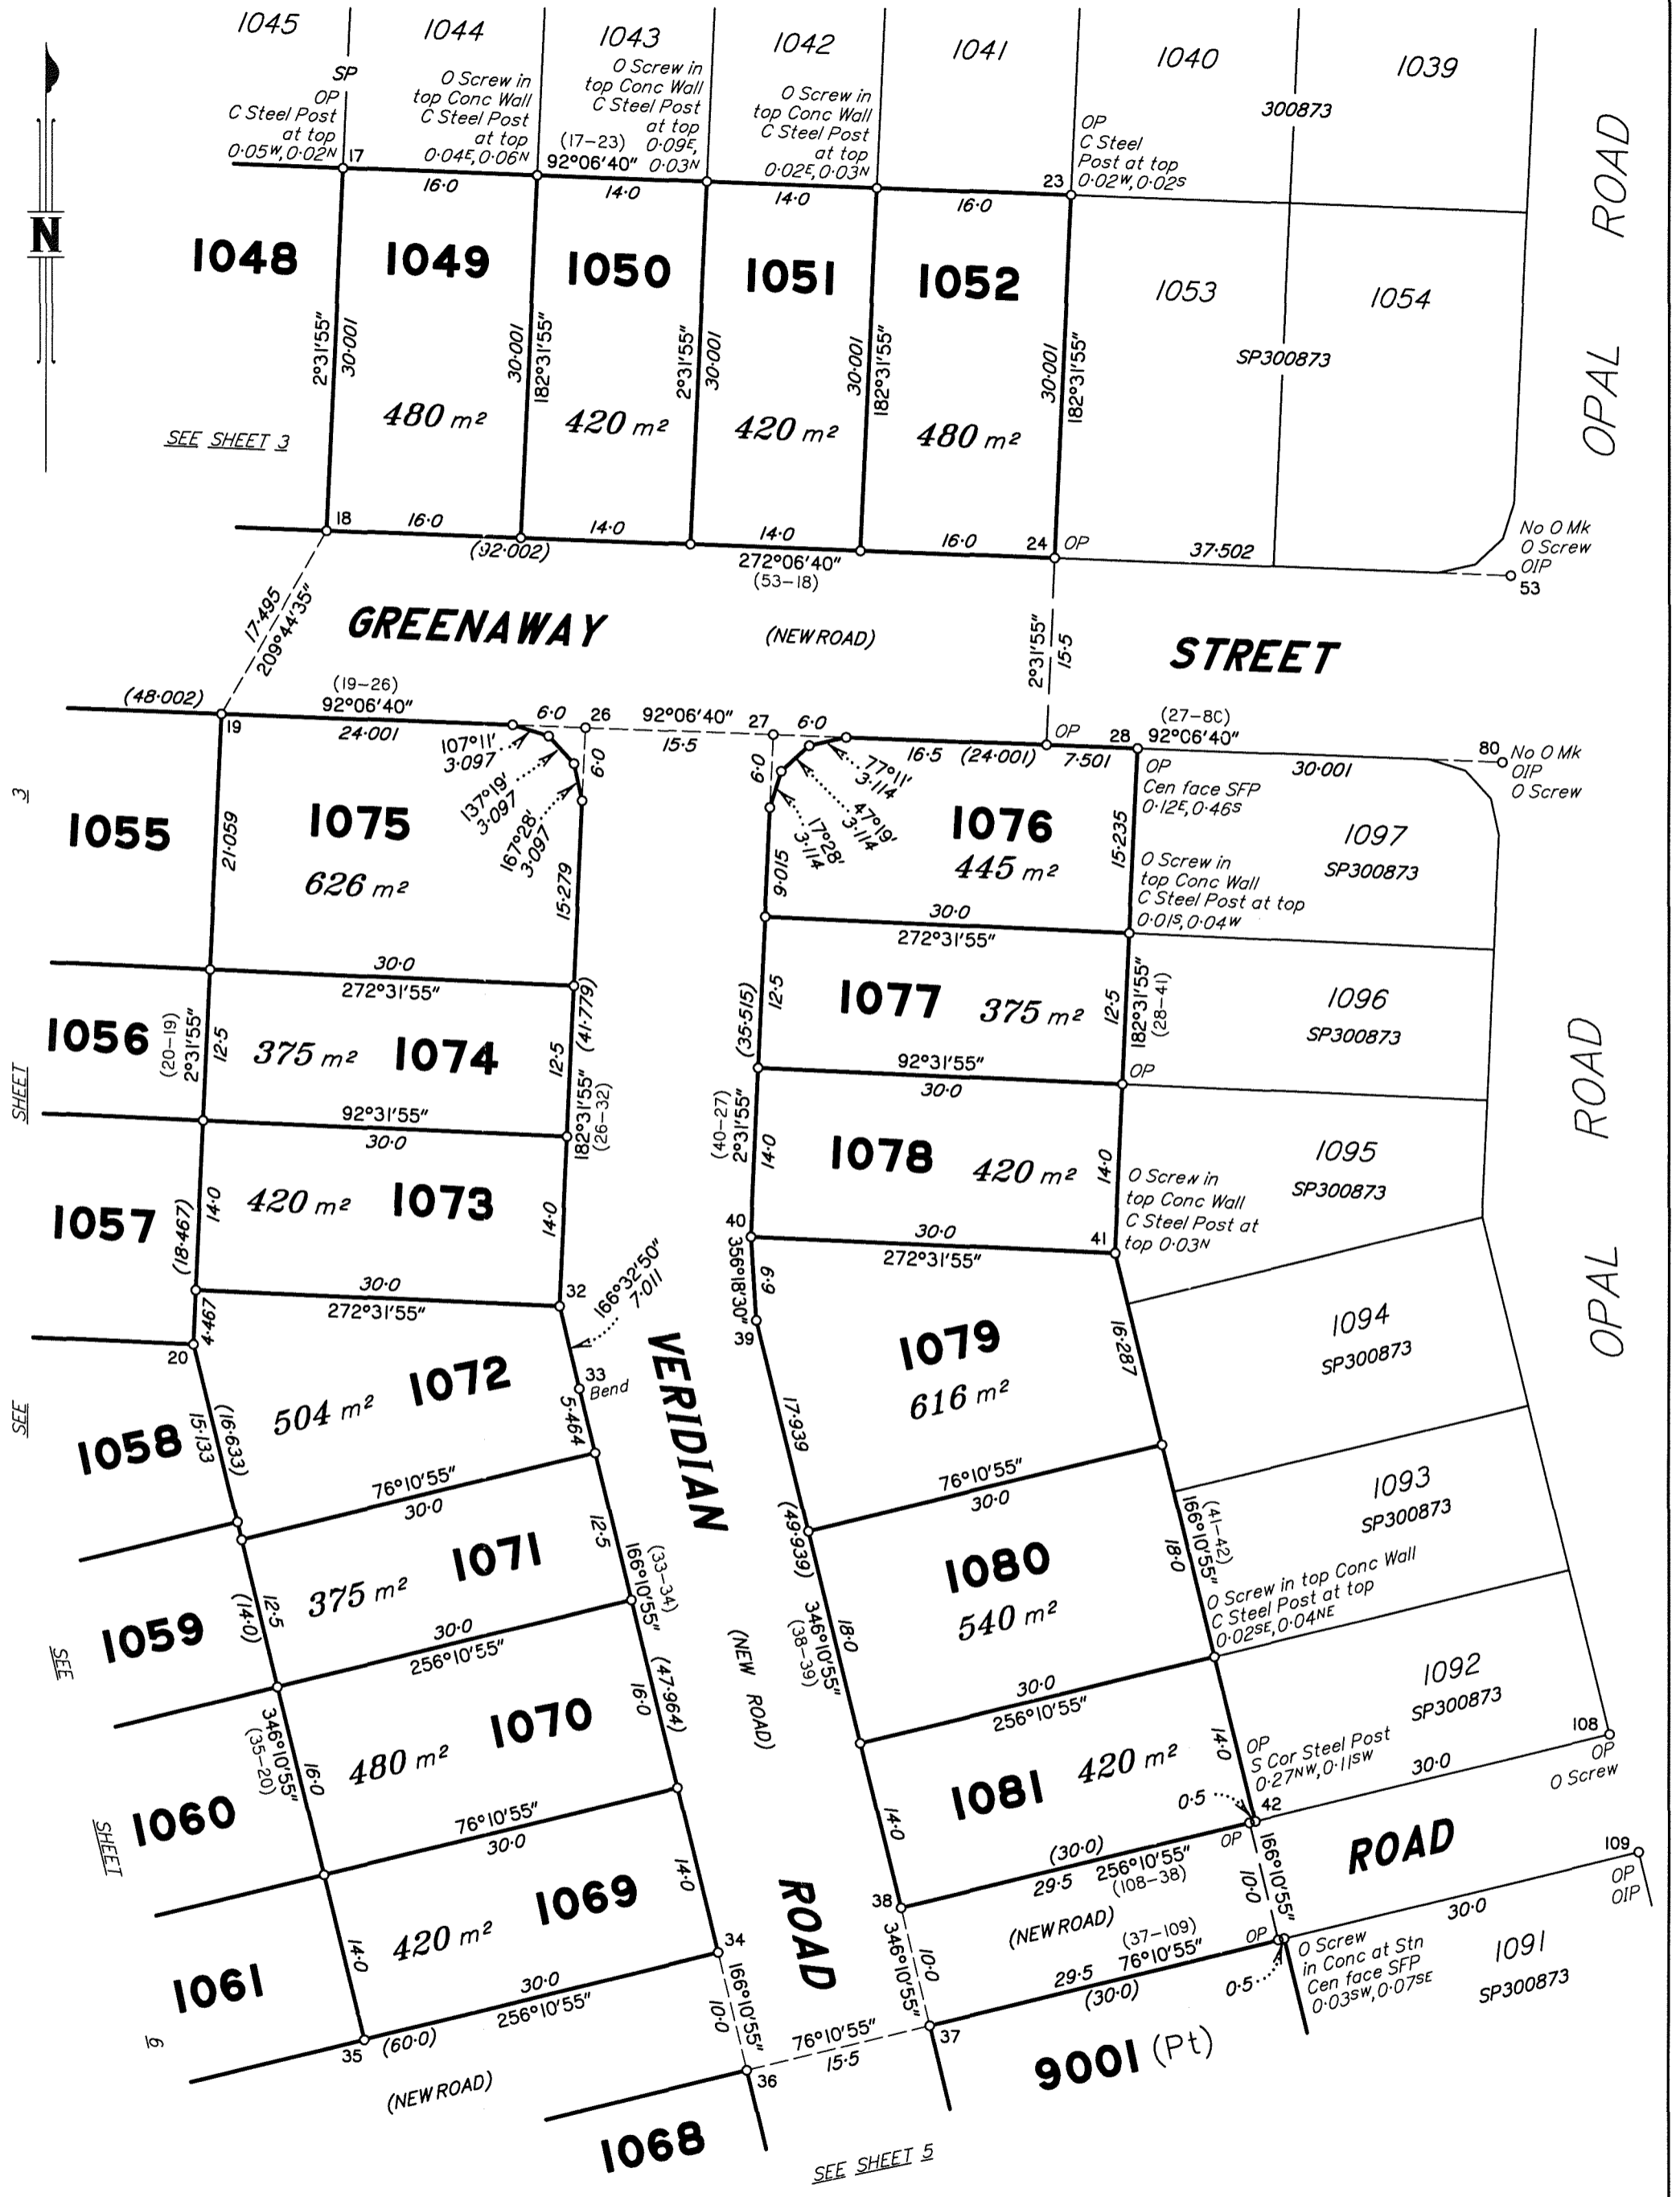 1045
1044
1043
1042
1041
1040
1039
300873
OPAL ROAD
SP
OP
C Steel Post
at top
0·05W,0·02N
17
O Screw in
top Conc Wall
C Steel Post
at top
0·04E,0·06N
O Screw in
top Conc Wall
C Steel Post
at top
0·09E,
0·03N
(17–23)
92°06'40"
O Screw in
top Conc Wall
C Steel Post
at top
0·02E,0·03N
OP
C Steel
Post at top
0·02W,0·02S
23
16·0
14·0
14·0
16·0
N
1048
1049
1050
1051
1052
1053
1054
2°31'55"
30·001
30·001
182°31'55"
2°31'55"
30·001
30·001
182°31'55"
30·001
182°31'55"
SP300873
480 m²
420 m²
420 m²
480 m²
SEE SHEET 3
18
16·0
(92·002)
14·0
14·0
272°06'40"
(53–18)
16·0
24
OP
37·502
No O Mk
O Screw
OIP
53
17·495
209°44'35"
GREENAWAY
(NEW ROAD)
STREET
2°31'55"
15·5
(48·002)
19
(19–26)
92°06'40"
24·001
6·0
26
92°06'40"
15·5
27
6·0
16·5
(24·001)
OP
7·501
28
(27–8C)
92°06'40"
30·001
80
No O Mk
OIP
O Screw
107°11'
3·097
137°19'
3·097
167°28'
3·097
6·0
6·0
77°11'
3·114
47°19'
3·114
17°28'
3·114
OP
Cen face SFP
0·12E,0·46S
3
1055
21·059
1075
626 m²
15·279
9·015
1076
445 m²
15·235
O Screw in
top Conc Wall
C Steel Post at top
0·01S,0·04W
1097
SP300873
30·0
272°31'55"
30·0
272°31'55"
1056
(20–19)
2°31'55"
12·5
375 m²
1074
12·5
(41·779)
182°31'55"
(26–32)
(35·515)
12·5
1077
375 m²
12·5
182°31'55"
(28–41)
1096
SP300873
SHEET
92°31'55"
30·0
92°31'55"
30·0
OP
1057
(18·467)
14·0
420 m²
1073
14·0
(40–27)
2°31'55"
14·0
1078
420 m²
14·0
O Screw in
top Conc Wall
C Steel Post at
top 0·03N
1095
SP300873
OPAL ROAD
30·0
272°31'55"
32
166°32'50"
7·011
40
30·0
272°31'55"
41
4·467
20
356°18'30"
6·9
39
SEE
1058
15·133
(16·633)
504 m²
1072
33
Bend
5·464
VERIDIAN
17·939
1079
616 m²
16·287
1094
SP300873
76°10'55"
30·0
76°10'55"
30·0
1093
SP300873
SEE
1059
(14·0)
12·5
375 m²
1071
12·5
(33–34)
166°10'55"
(49·939)
346°10'55"
(38–39)
18·0
1080
540 m²
18·0
(41–42)
166°10'55"
O Screw in top Conc Wall
C Steel Post at top
0·02SE,0·04NE
30·0
256°10'55"
(NEW ROAD)
30·0
256°10'55"
1092
SP300873
SHEET
1060
346°10'55"
(35–20)
16·0
480 m²
1070
16·0
(47·964)
14·0
1081
420 m²
14·0
OP
S Cor Steel Post
0·27NW,0·11SW
30·0
108
OP
O Screw
0·5
42
76°10'55"
30·0
(30·0)
29·5
256°10'55"
(108–38)
OP
166°10'55"
10·0
ROAD
109
OP
OIP
6
1061
14·0
420 m²
1069
14·0
34
ROAD
38
346°10'55"
10·0
(NEW ROAD)
(37–109)
76°10'55"
29·5
(30·0)
OP
0·5
O Screw
in Conc at Stn
Cen face SFP
0·03SW,0·07SE
30·0
1091
SP300873
30·0
256°10'55"
35
(60·0)
166°10'55"
10·0
76°10'55"
15·5
37
36
9001 (Pt)
(NEW ROAD)
1068
SEE SHEET 5